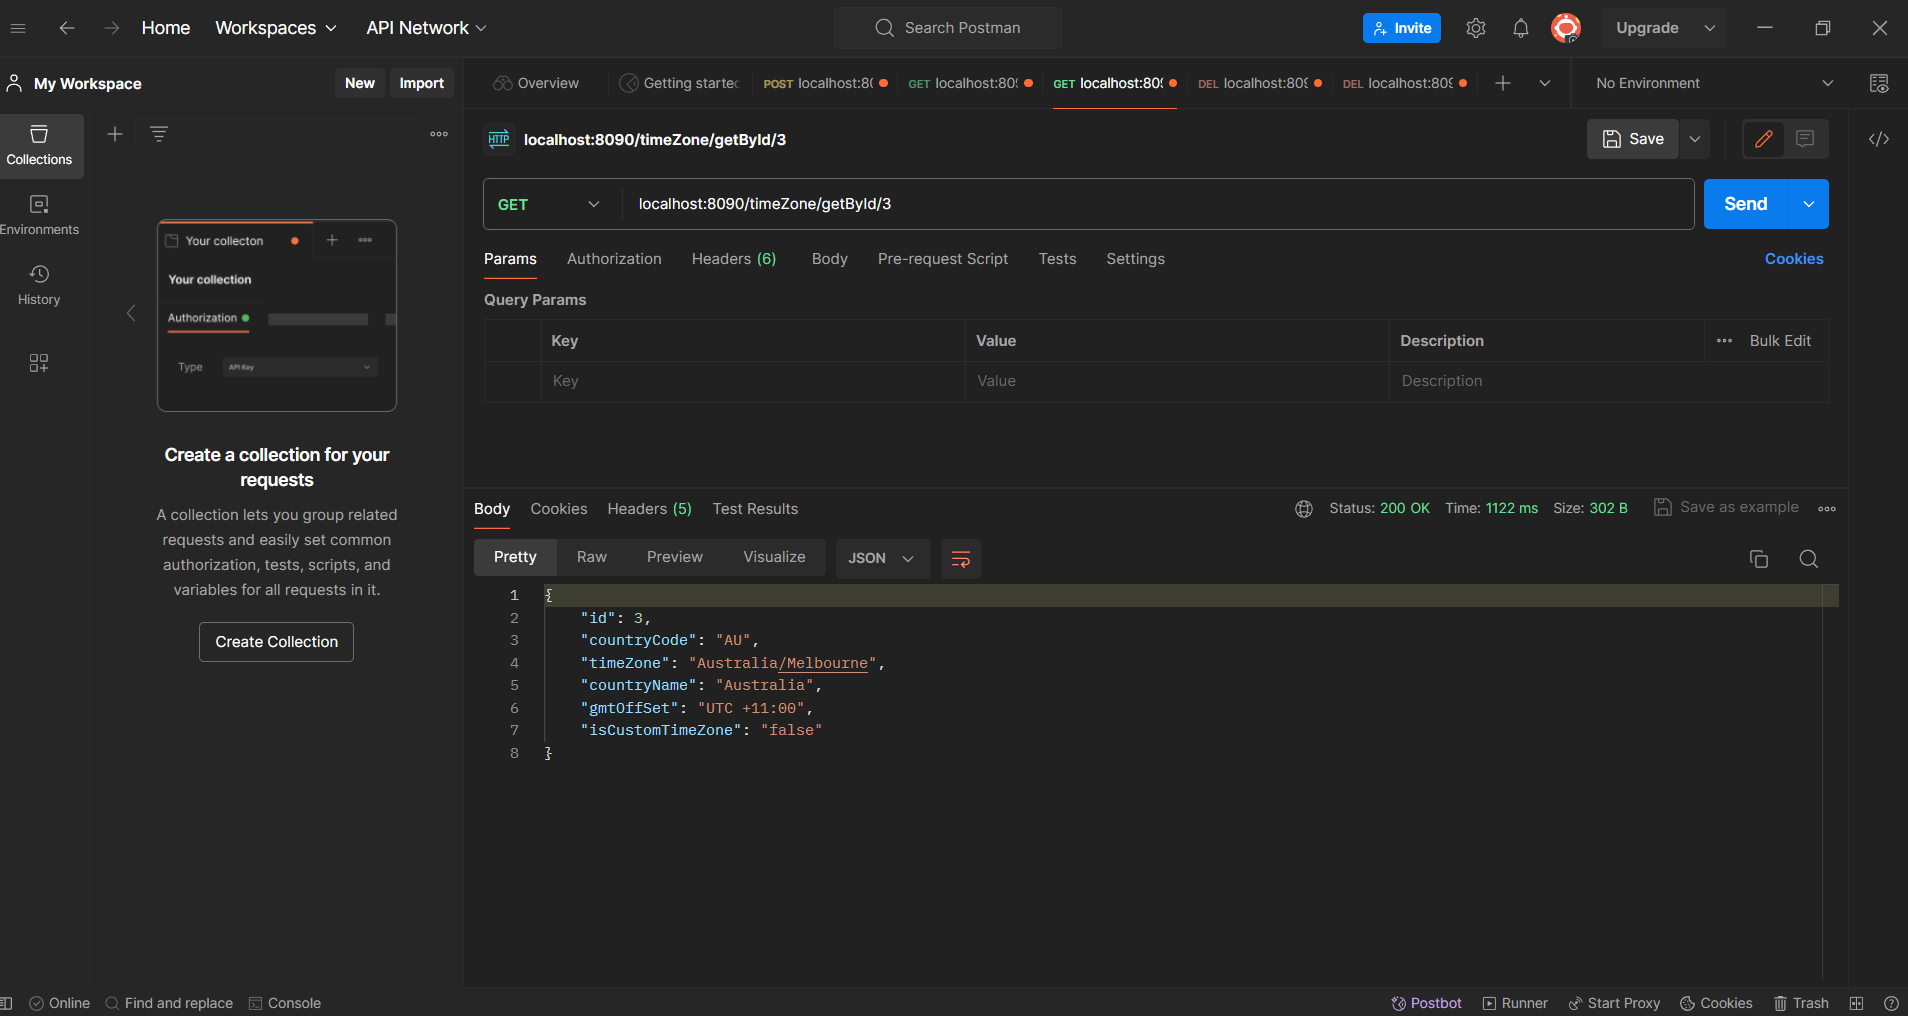 Home Workspaces API Network Search Postman Invite Upgrade
My Workspace New Import
Overview Getting starte POST localhost:80 GET localhost:809 GET localhost:809 DEL localhost:809 DEL localhost:809 No Environment
Collections
Environments
History
Your collecton
Your collection
Authorization
Type API Key
Create a collection for your
requests
A collection lets you group related
requests and easily set common
authorization, tests, scripts, and
variables for all requests in it.
Create Collection
HTTP localhost:8090/timeZone/getById/3 Save
GET localhost:8090/timeZone/getById/3 Send
Params Authorization Headers (6) Body Pre-request Script Tests Settings Cookies
Query Params
Key Value Description Bulk Edit
Key Value Description
Body Cookies Headers (5) Test Results Status: 200 OK Time: 1122 ms Size: 302 B Save as example
Pretty Raw Preview Visualize JSON
1 {
2 "id": 3,
3 "countryCode": "AU",
4 "timeZone": "Australia/Melbourne",
5 "countryName": "Australia",
6 "gmtOffSet": "UTC +11:00",
7 "isCustomTimeZone": "false"
8 }
Online Find and replace Console Postbot Runner Start Proxy Cookies Trash